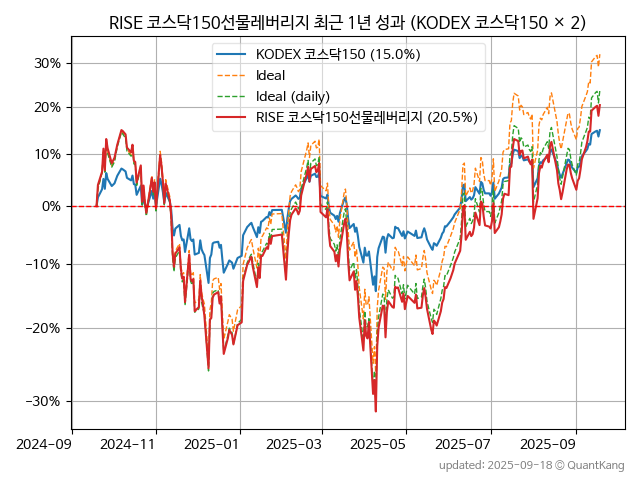 RISE 코스닥150선물레버리지 최근 1년 성과 (KODEX 코스닥150 × 2)
KODEX 코스닥150 (15.0%)
Ideal
Ideal (daily)
RISE 코스닥150선물레버리지 (20.5%)
30%
20%
10%
0%
−10%
−20%
−30%
2024-09
2024-11
2025-01
2025-03
2025-05
2025-07
2025-09
updated: 2025-09-18 © QuantKang